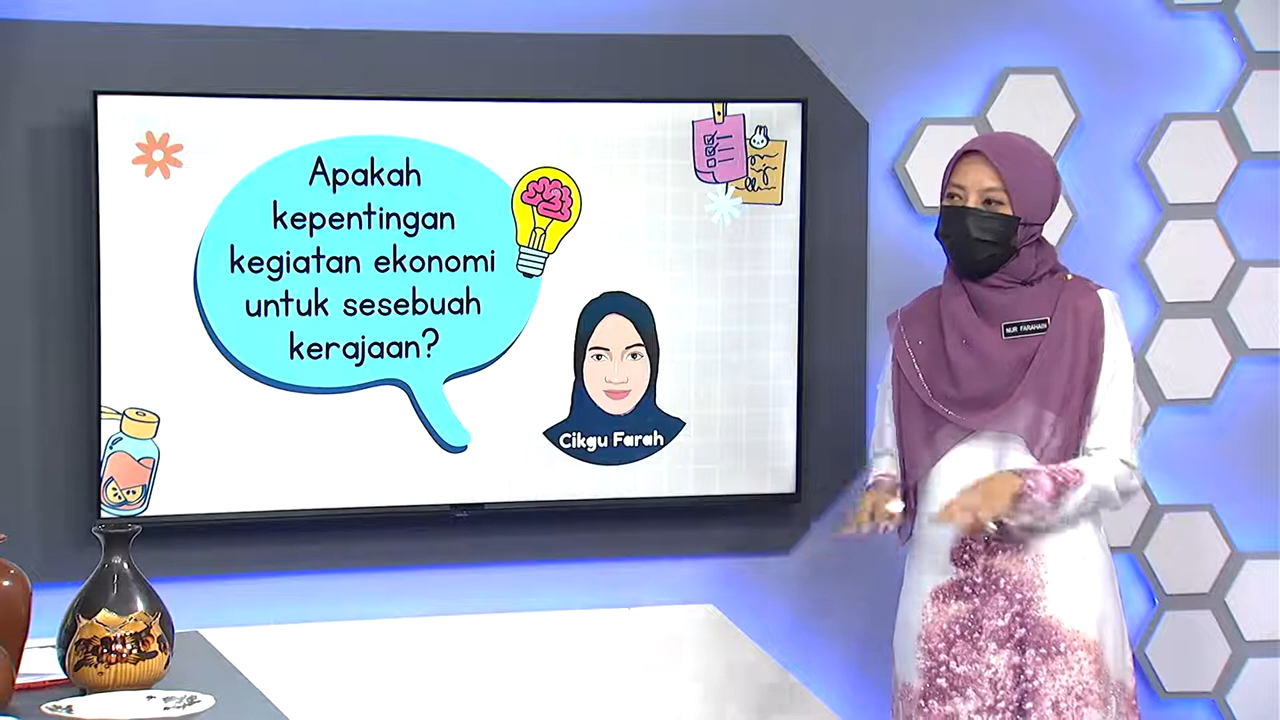 Apakah
kepentingan
kegiatan ekonomi
untuk sesebuah
kerajaan?
Cikgu Farah
NUR FARAHAIN